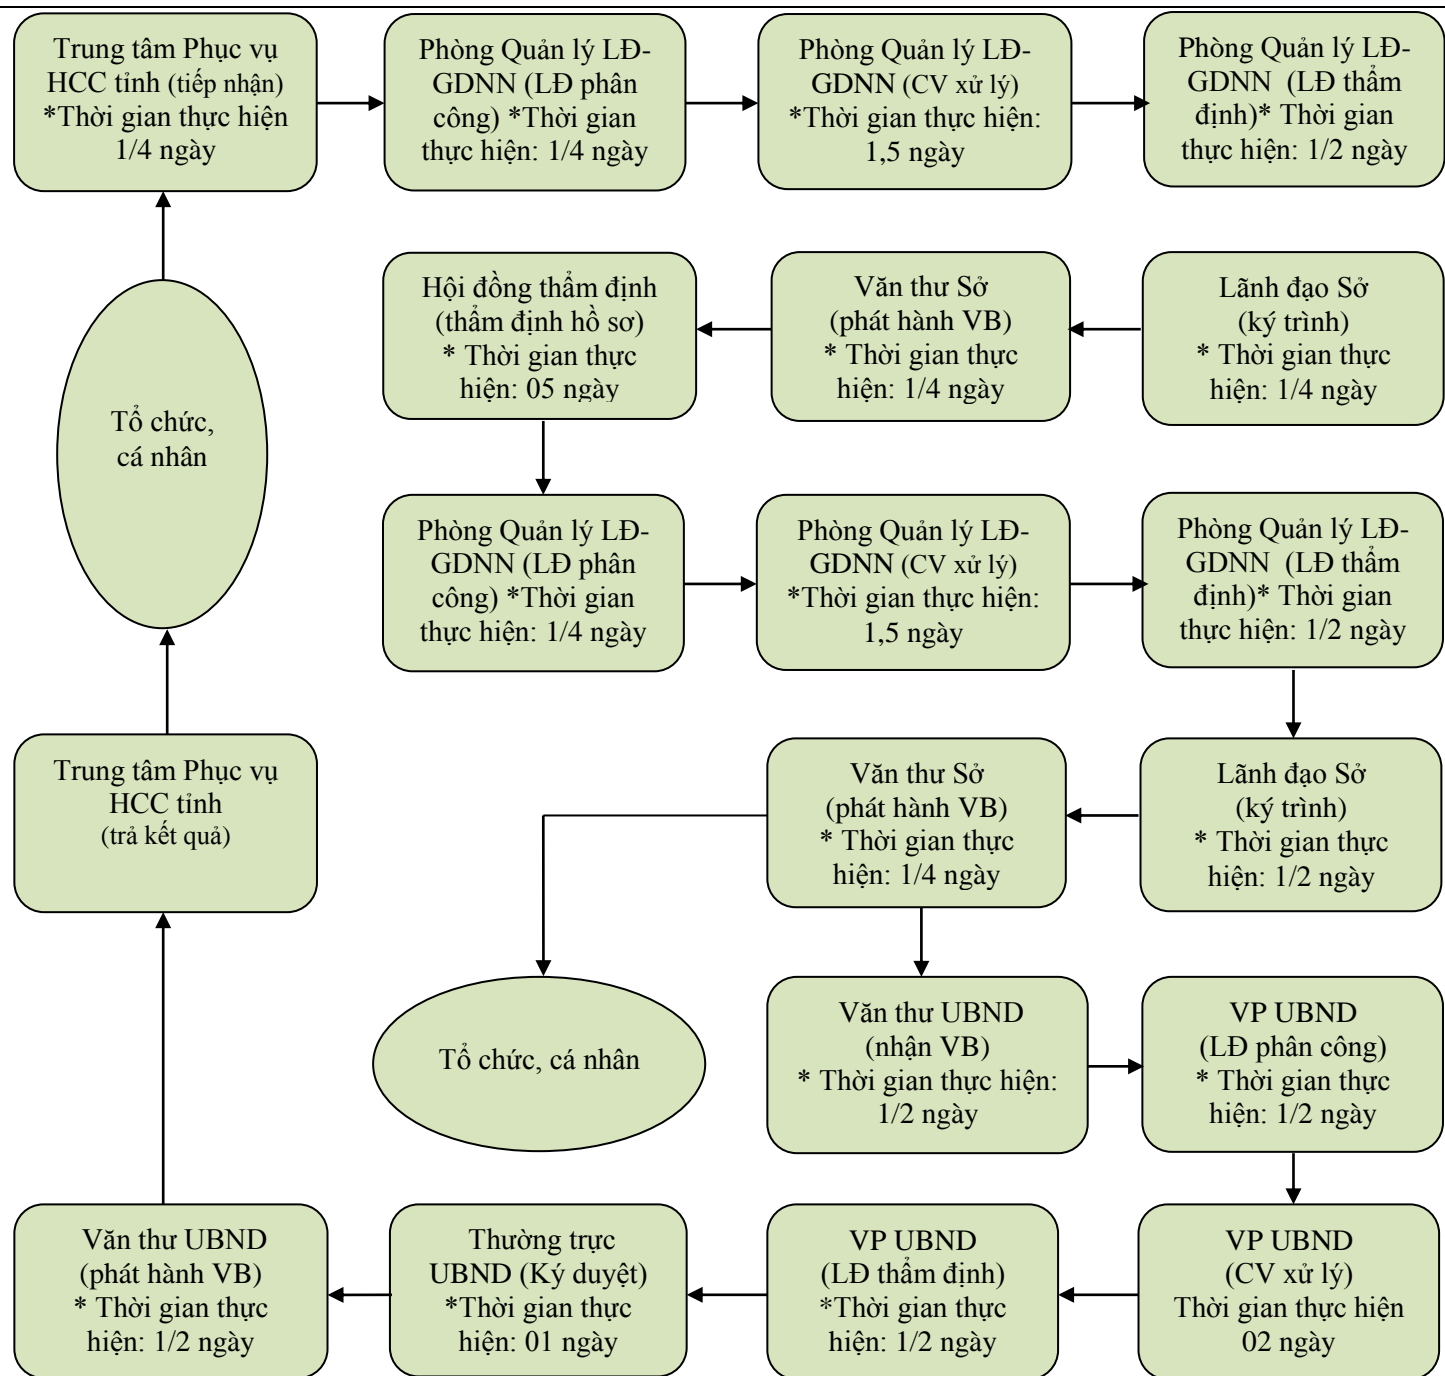 Trung tâm Phục vụ
HCC tỉnh (tiếp nhận)
*Thời gian thực hiện
1/4 ngày
Phòng Quản lý LĐ-
GDNN (LĐ phân
công) *Thời gian
thực hiện: 1/4 ngày
Phòng Quản lý LĐ-
GDNN (CV xử lý)
*Thời gian thực hiện:
1,5 ngày
Phòng Quản lý LĐ-
GDNN (LĐ thẩm
định)* Thời gian
thực hiện: 1/2 ngày
Lãnh đạo Sở
(ký trình)
* Thời gian thực
hiện: 1/4 ngày
Văn thư Sở
(phát hành VB)
* Thời gian thực
hiện: 1/4 ngày
Hội đồng thẩm định
(thẩm định hồ sơ)
* Thời gian thực
hiện: 05 ngày
Tổ chức,
cá nhân
Phòng Quản lý LĐ-
GDNN (LĐ phân
công) *Thời gian
thực hiện: 1/4 ngày
Phòng Quản lý LĐ-
GDNN (CV xử lý)
*Thời gian thực hiện:
1,5 ngày
Phòng Quản lý LĐ-
GDNN (LĐ thẩm
định)* Thời gian
thực hiện: 1/2 ngày
Lãnh đạo Sở
(ký trình)
* Thời gian thực
hiện: 1/2 ngày
Văn thư Sở
(phát hành VB)
* Thời gian thực
hiện: 1/4 ngày
Trung tâm Phục vụ
HCC tỉnh
(trả kết quả)
Tổ chức, cá nhân
Văn thư UBND
(nhận VB)
* Thời gian thực hiện:
1/2 ngày
VP UBND
(LĐ phân công)
* Thời gian thực
hiện: 1/2 ngày
VP UBND
(CV xử lý)
Thời gian thực hiện
02 ngày
VP UBND
(LĐ thẩm định)
*Thời gian thực
hiện: 1/2 ngày
Thường trực
UBND (Ký duyệt)
*Thời gian thực
hiện: 01 ngày
Văn thư UBND
(phát hành VB)
* Thời gian thực
hiện: 1/2 ngày